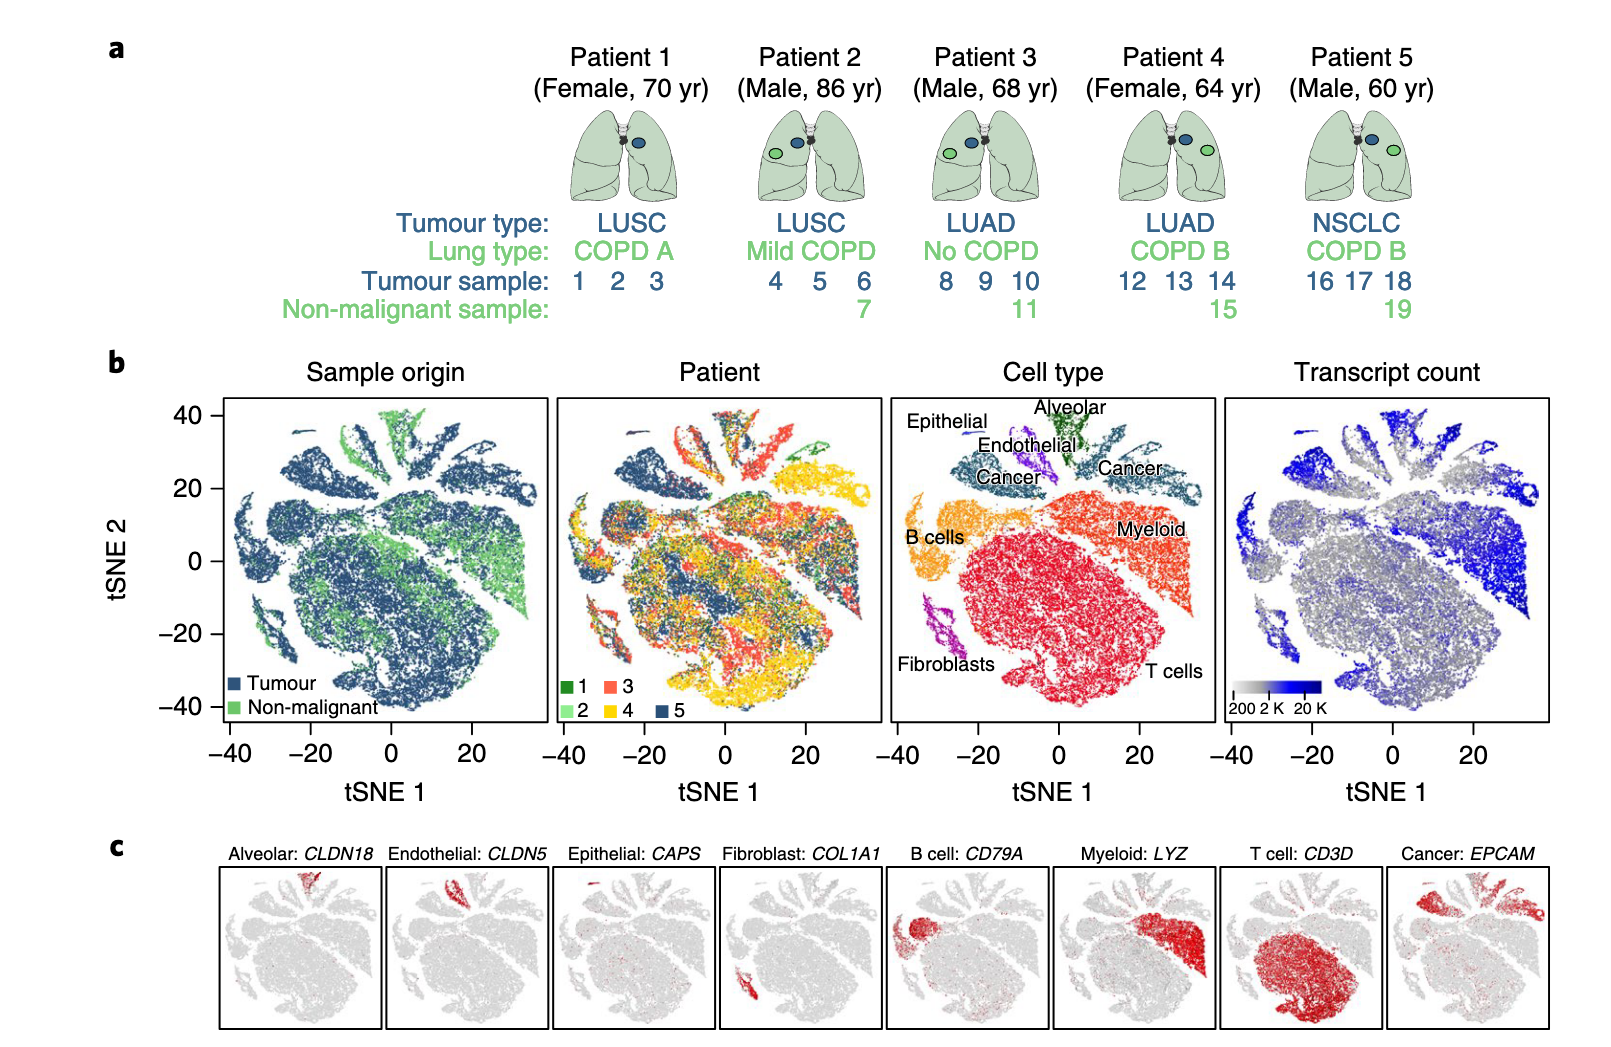 a
Patient 1 Patient 2 Patient 3 Patient 4 Patient 5
(Female, 70 yr) (Male, 86 yr) (Male, 68 yr) (Female, 64 yr) (Male, 60 yr)
Tumour type: LUSC LUSC LUAD LUAD NSCLC
Lung type: COPD A Mild COPD No COPD COPD B COPD B
Tumour sample: 1 2 3 4 5 6 8 9 10 12 13 14 16 17 18
Non-malignant sample: 7 11 15 19
b
Sample origin Patient Cell type Transcript count
tSNE 2
40
20
0
−20
−40
Tumour
Non-malignant
1 3
2 4 5
Alveolar
Epithelial
Endothelial
Cancer
Cancer
Myeloid
B cells
Fibroblasts
T cells
200 2 K 20 K
−40 −20 0 20 −40 −20 0 20 −40 −20 0 20 −40 −20 0 20
tSNE 1 tSNE 1 tSNE 1 tSNE 1
c
Alveolar: CLDN18 Endothelial: CLDN5 Epithelial: CAPS Fibroblast: COL1A1 B cell: CD79A Myeloid: LYZ T cell: CD3D Cancer: EPCAM